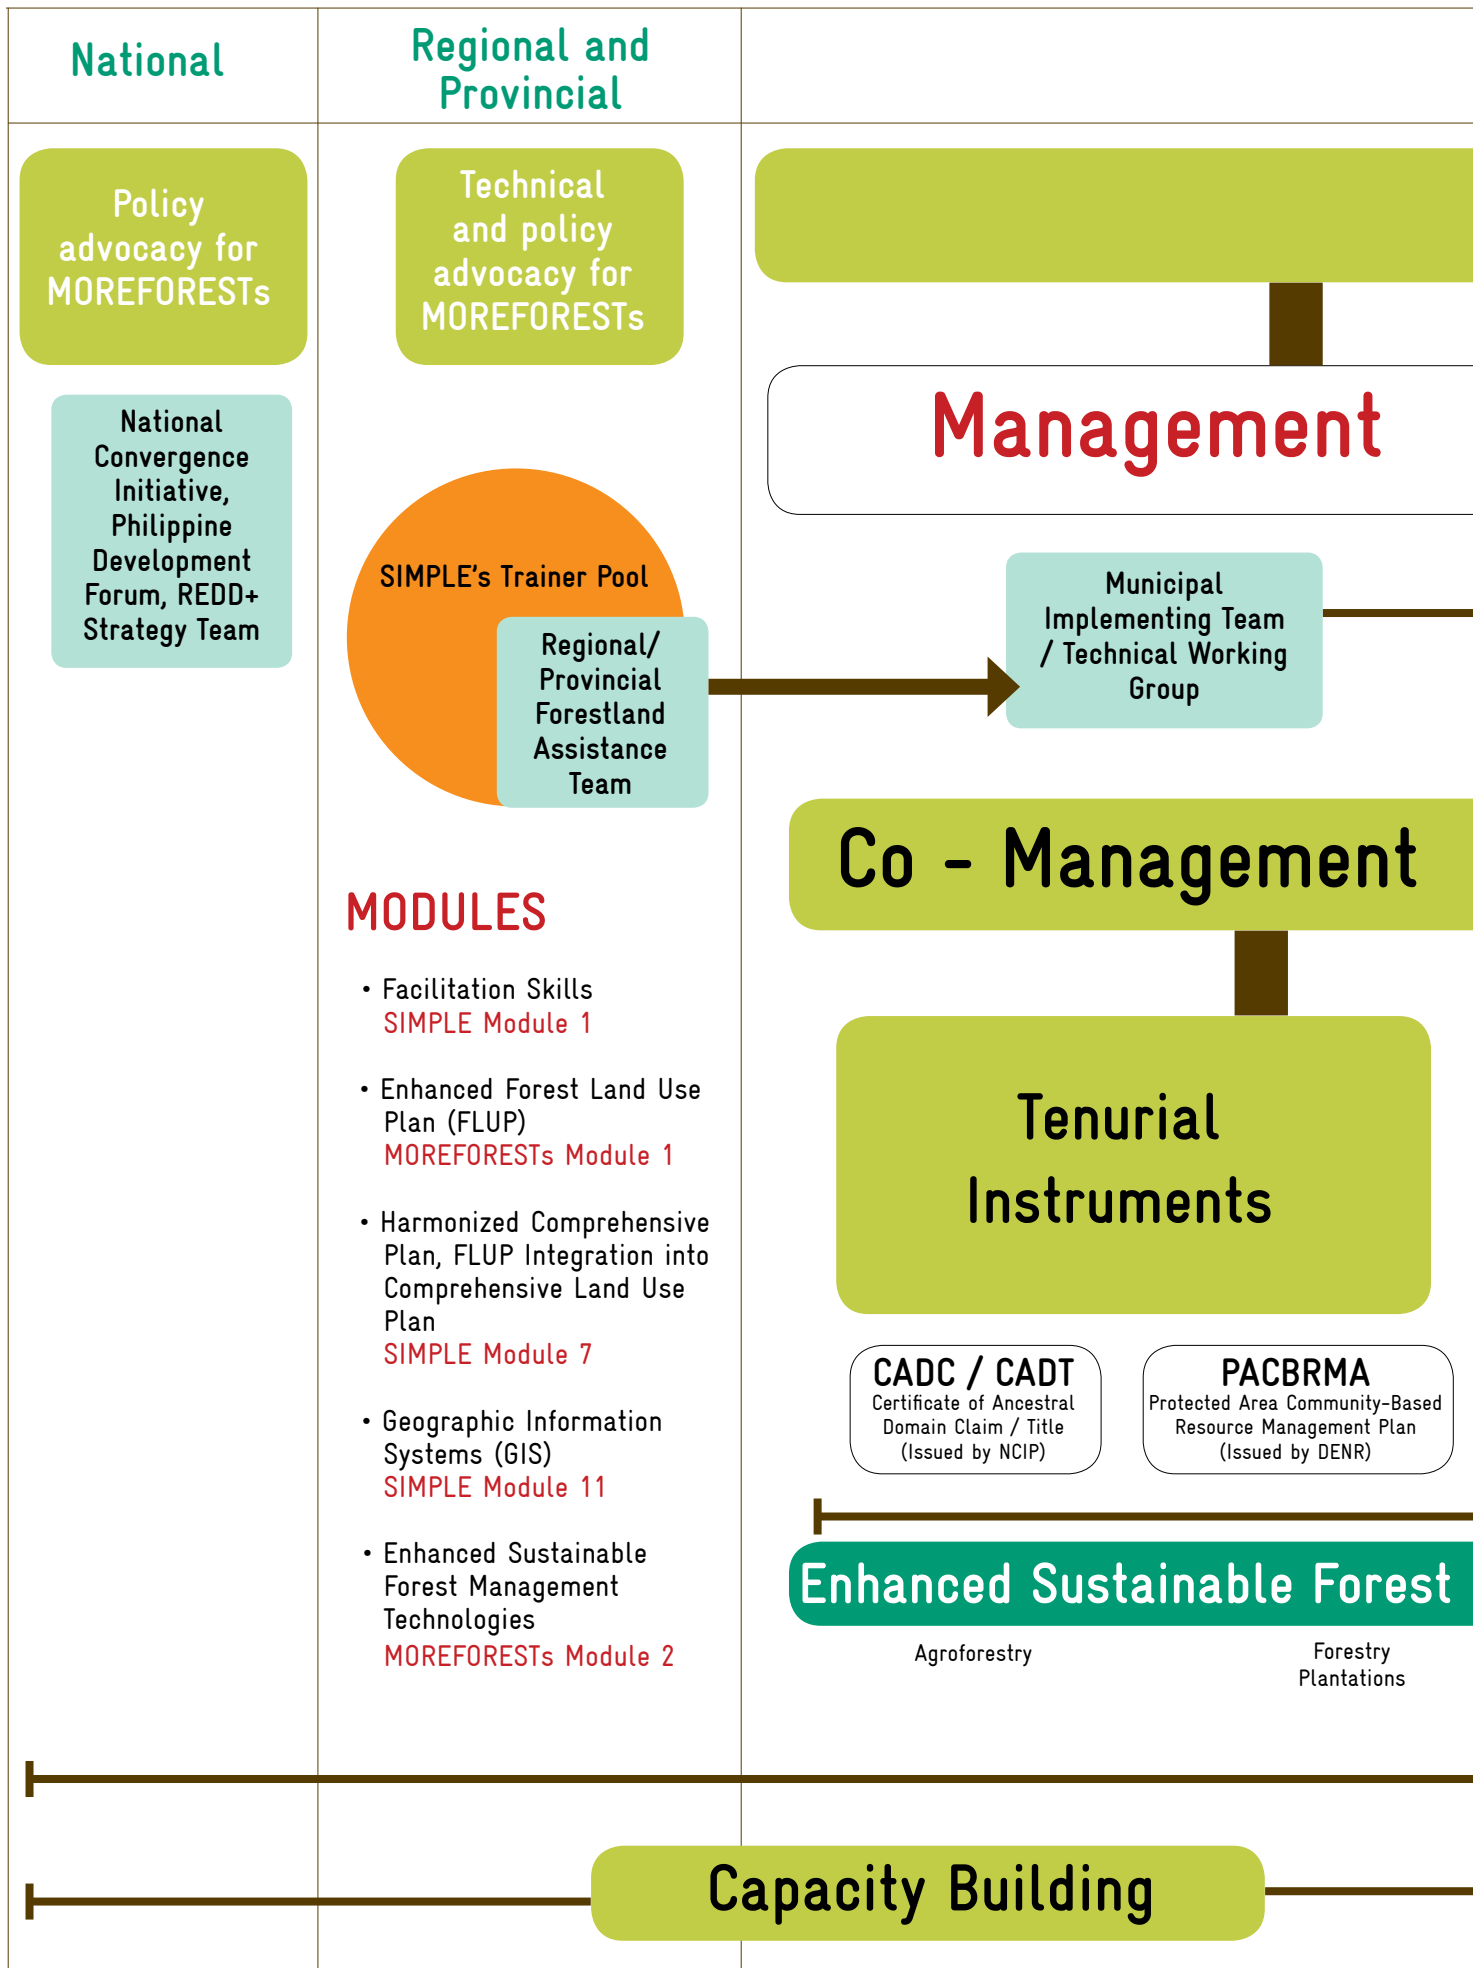 National
Regional and
Provincial
Policy
advocacy for
MOREFORESTs
Technical
and policy
advocacy for
MOREFORESTs
National
Convergence
Initiative,
Philippine
Development
Forum, REDD+
Strategy Team
SIMPLE's Trainer Pool
Regional/
Provincial
Forestland
Assistance
Team
MODULES
• Facilitation Skills
SIMPLE Module 1
• Enhanced Forest Land Use
Plan (FLUP)
MOREFORESTs Module 1
• Harmonized Comprehensive
Plan, FLUP Integration into
Comprehensive Land Use
Plan
SIMPLE Module 7
• Geographic Information
Systems (GIS)
SIMPLE Module 11
• Enhanced Sustainable
Forest Management
Technologies
MOREFORESTs Module 2
Management
Municipal
Implementing Team
/ Technical Working
Group
Co - Management
Tenurial
Instruments
CADC / CADT
Certificate of Ancestral
Domain Claim / Title
(Issued by NCIP)
PACBRMA
Protected Area Community-Based
Resource Management Plan
(Issued by DENR)
Enhanced Sustainable Forest
Agroforestry
Forestry
Plantations
Capacity Building